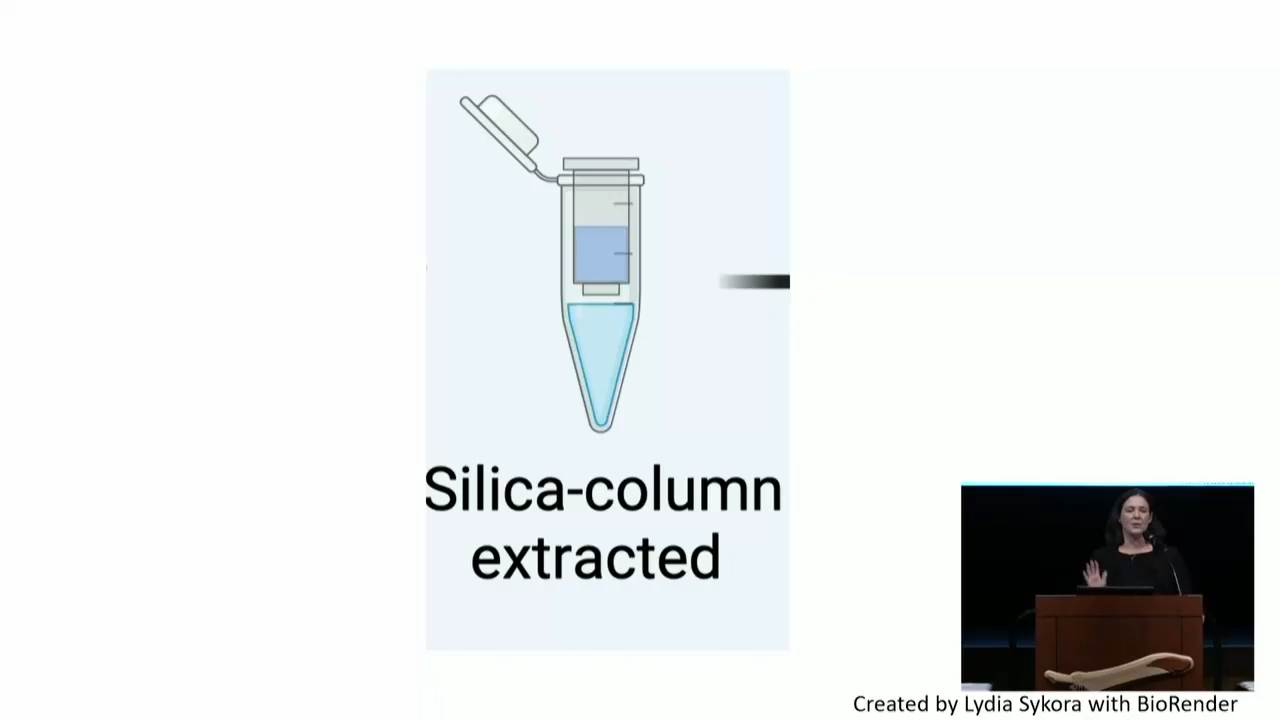 Silica-column
extracted
Created by Lydia Sykora with BioRender